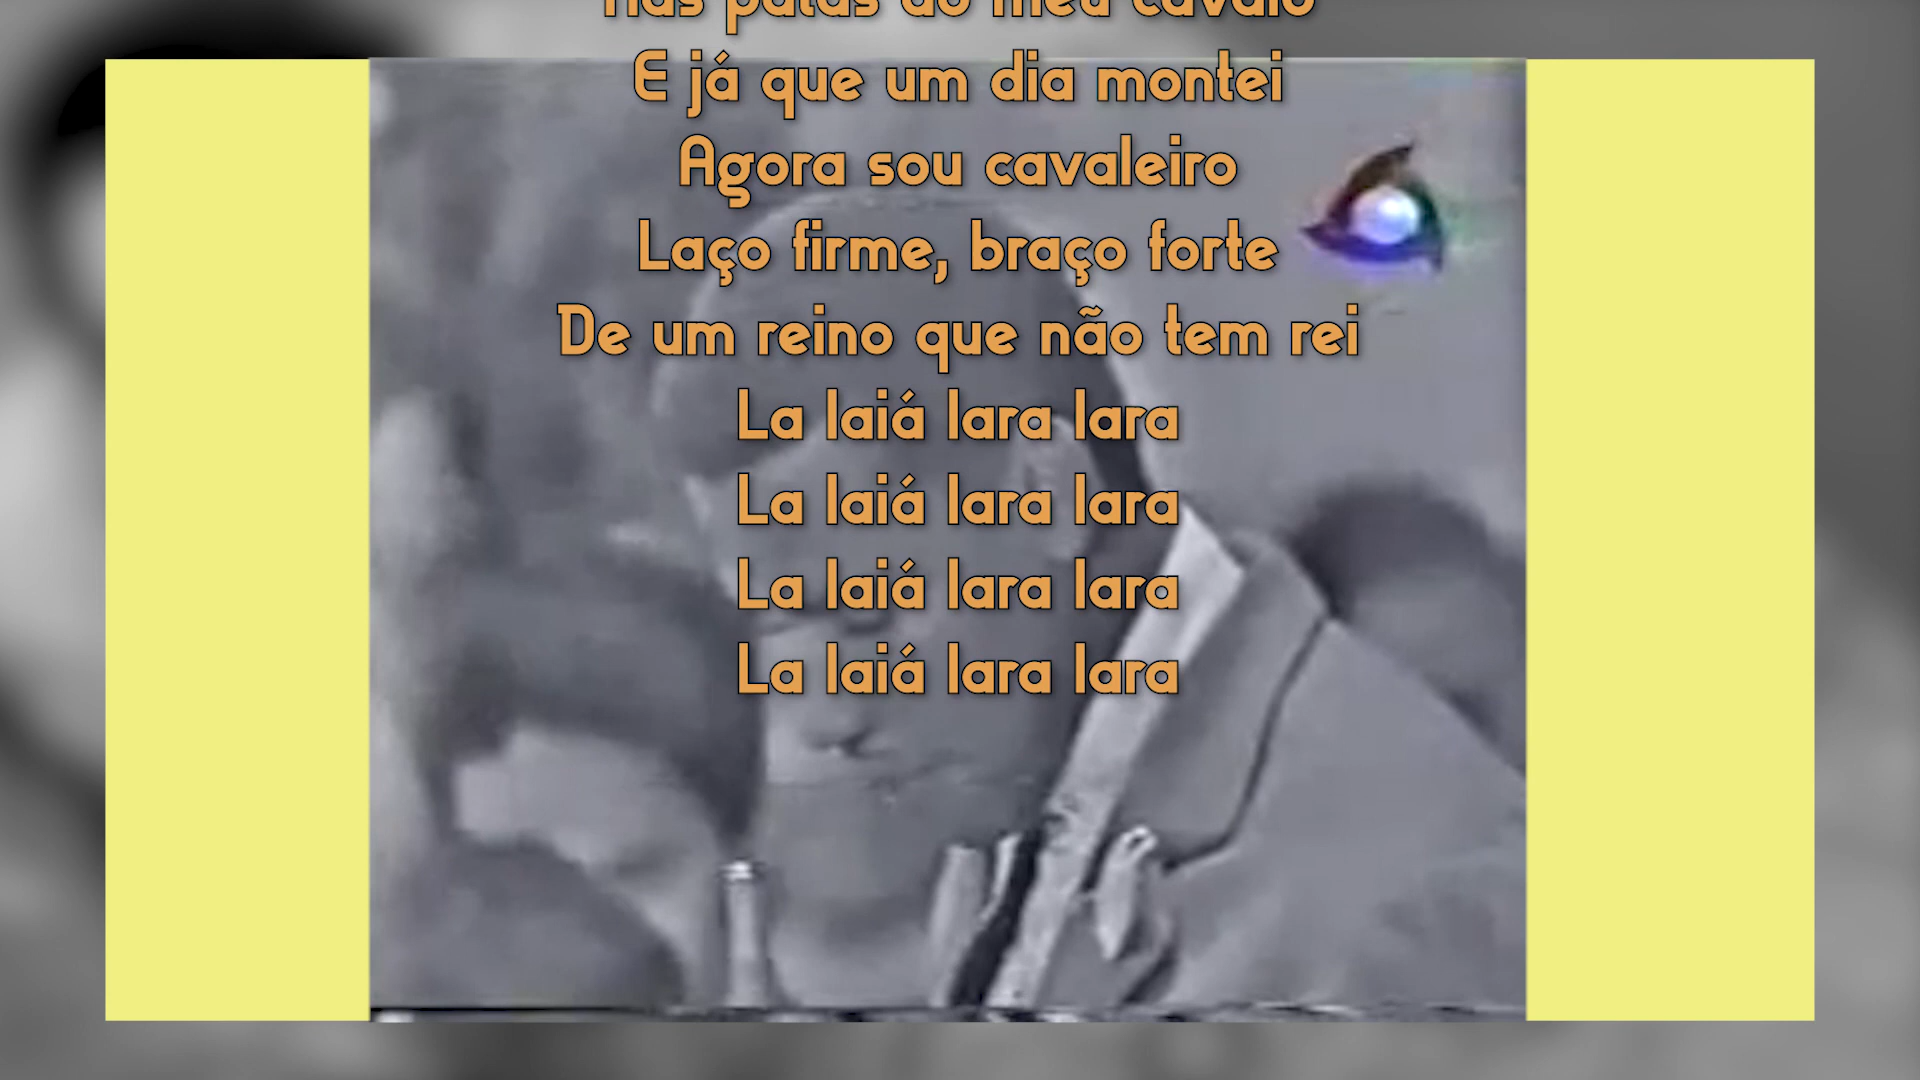 Nas patas do meu cavalo
E já que um dia montei
Agora sou cavaleiro
Laço firme, braço forte
De um reino que não tem rei
La laiá lara lara
La laiá lara lara
La laiá lara lara
La laiá lara lara